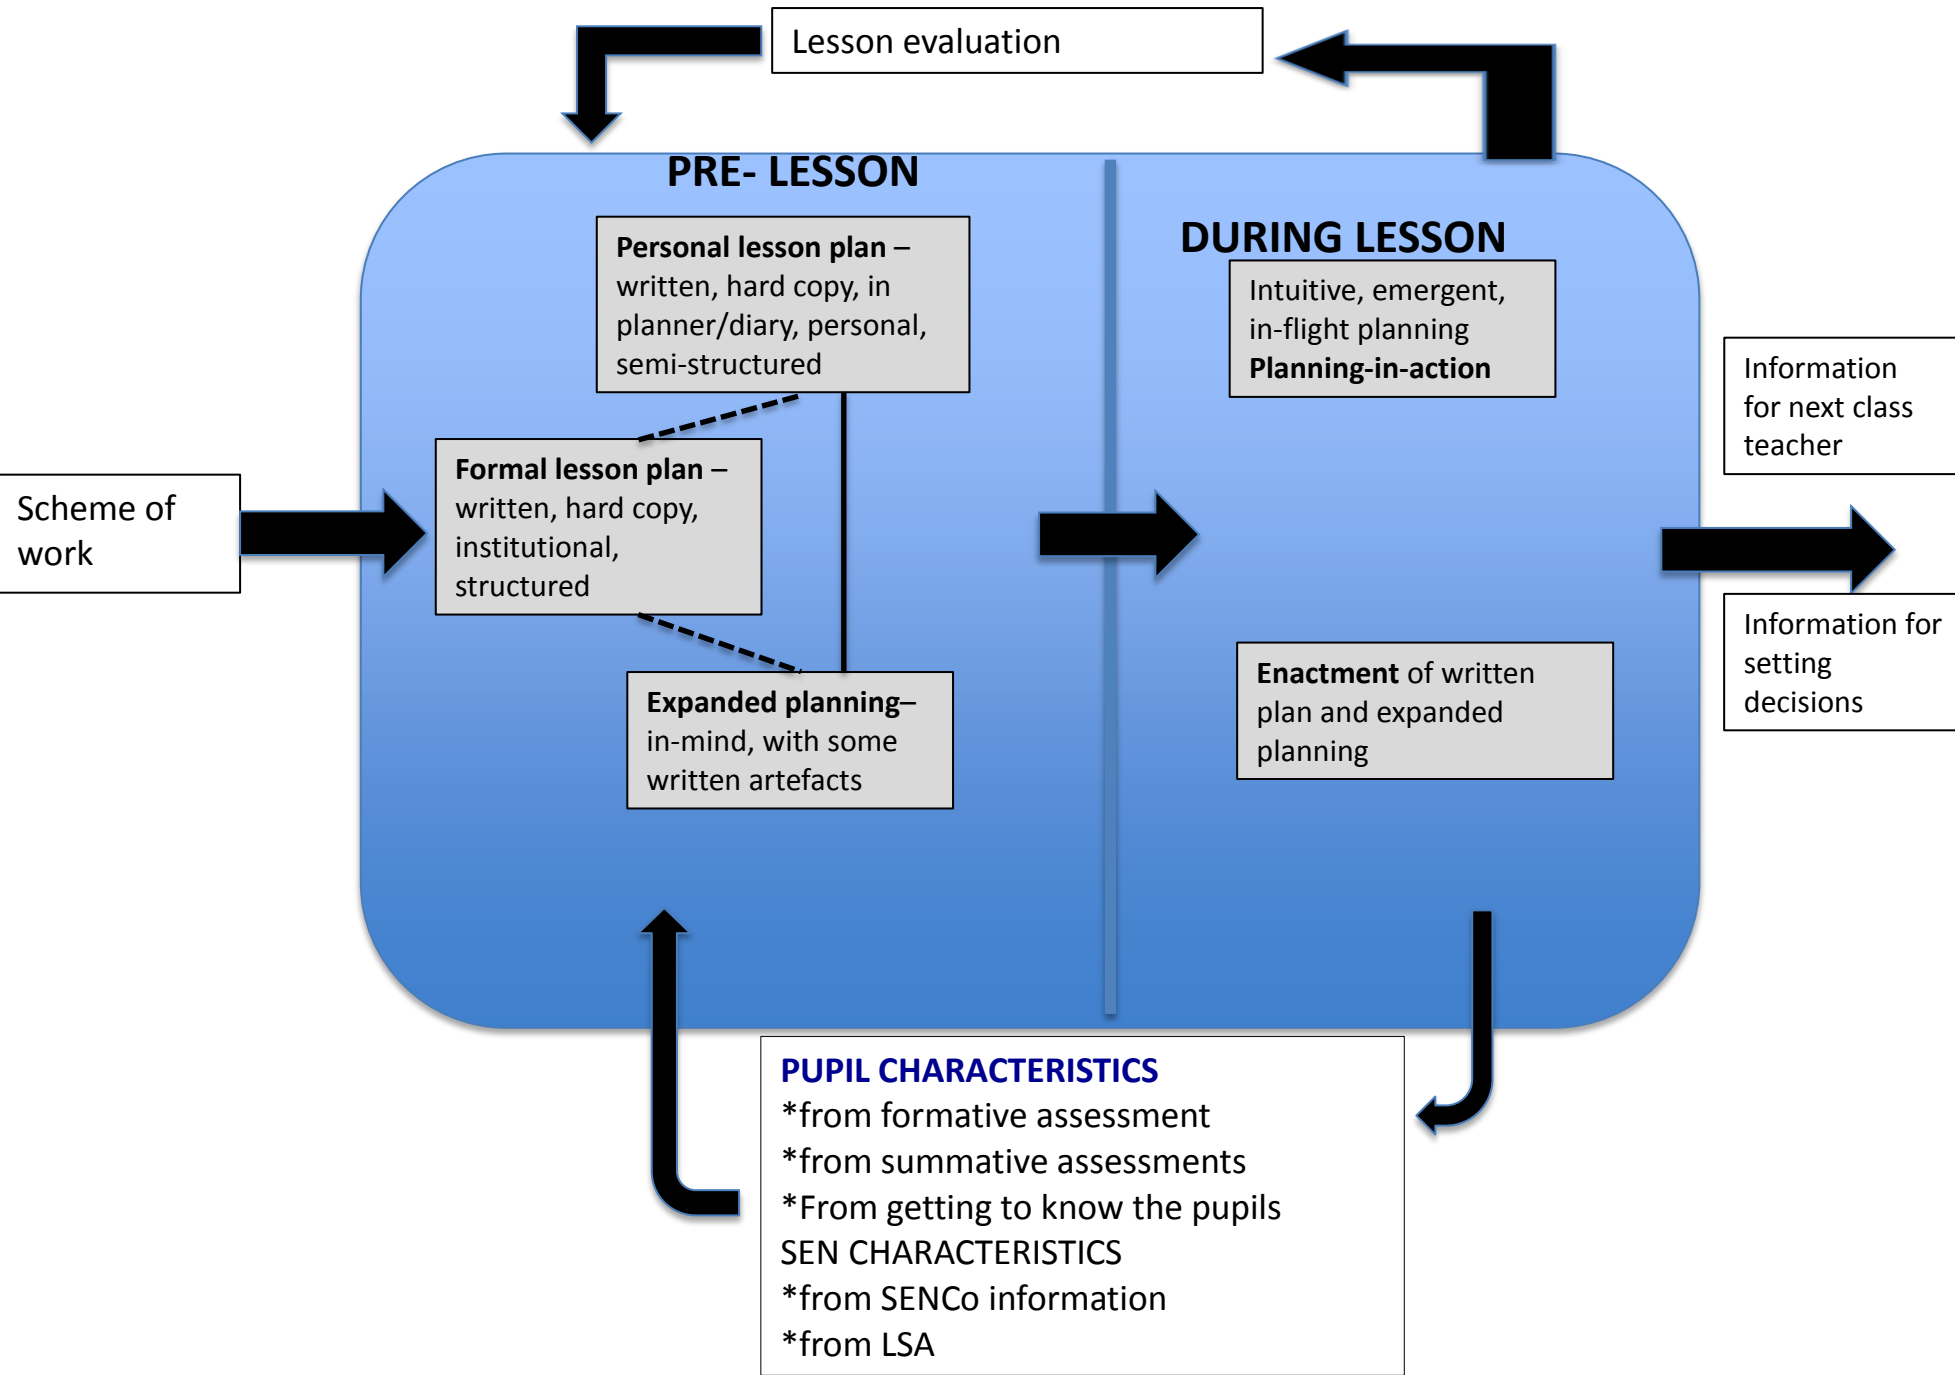 Lesson evaluation
PRE- LESSON
Personal lesson plan –
written, hard copy, in
planner/diary, personal,
semi-structured
DURING LESSON
Intuitive, emergent,
in-flight planning
Planning-in-action
Information
for next class
teacher
Formal lesson plan –
written, hard copy,
institutional,
structured
Scheme of
work
Information for
setting
decisions
Expanded planning–
in-mind, with some
written artefacts
Enactment of written
plan and expanded
planning
PUPIL CHARACTERISTICS
*from formative assessment
*from summative assessments
*From getting to know the pupils
SEN CHARACTERISTICS
*from SENCo information
*from LSA